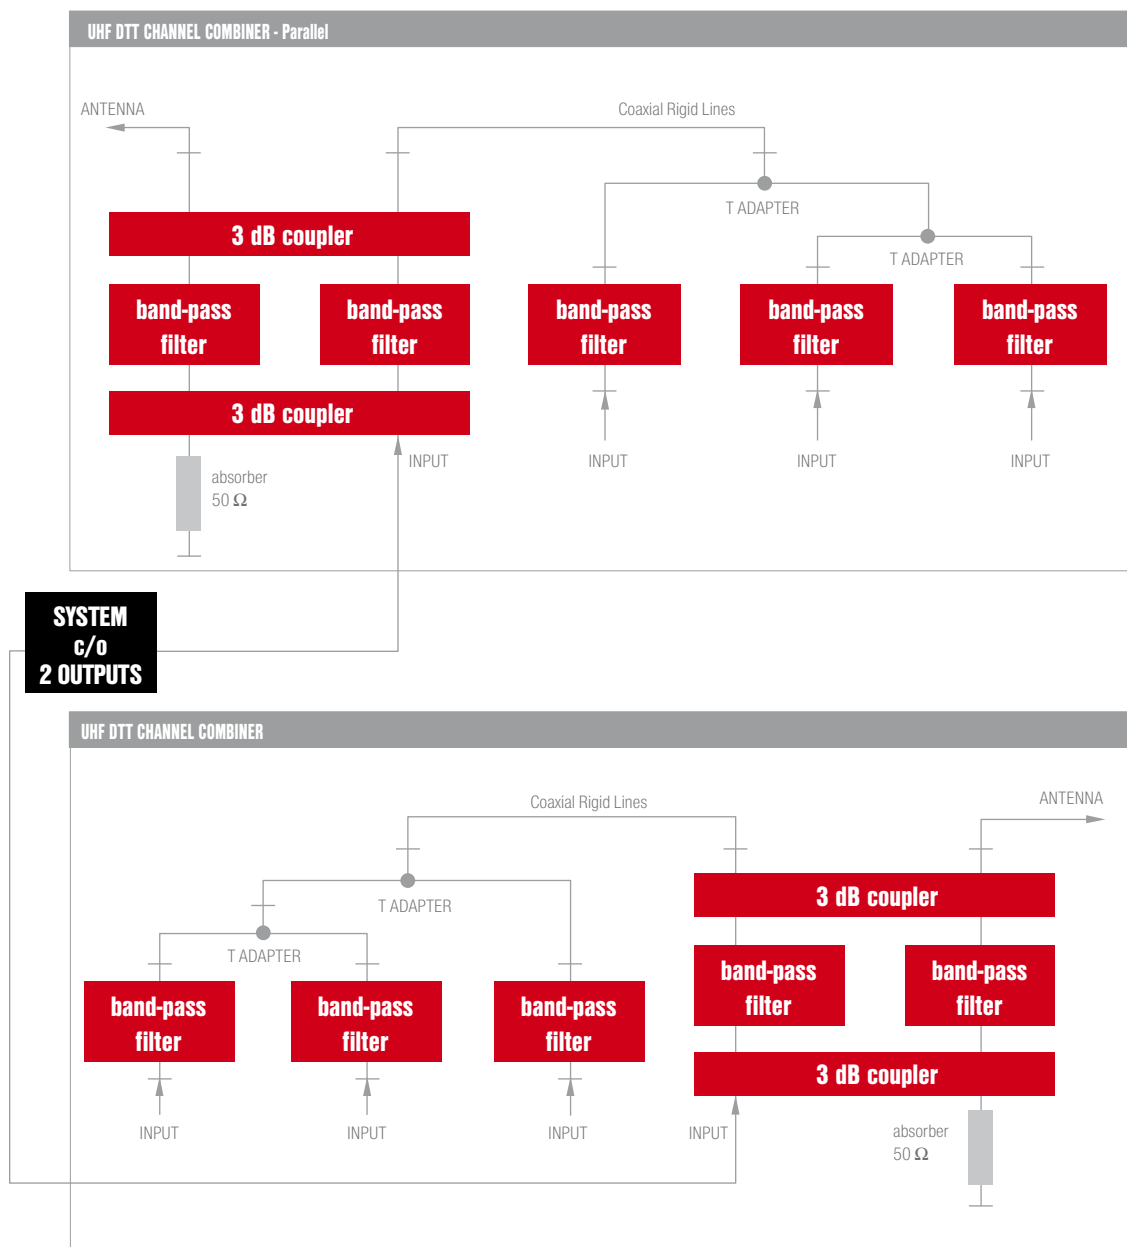 UHF DTT CHANNEL COMBINER - Parallel
ANTENNA
Coaxial Rigid Lines
T ADAPTER
3 dB coupler
T ADAPTER
band-pass
filter
band-pass
filter
band-pass
filter
band-pass
filter
band-pass
filter
3 dB coupler
INPUT
INPUT
INPUT
INPUT
absorber
50 Ω
SYSTEM
c/o
2 OUTPUTS
UHF DTT CHANNEL COMBINER
Coaxial Rigid Lines
ANTENNA
3 dB coupler
T ADAPTER
T ADAPTER
band-pass
filter
band-pass
filter
band-pass
filter
band-pass
filter
band-pass
filter
3 dB coupler
INPUT
INPUT
INPUT
INPUT
absorber
50 Ω